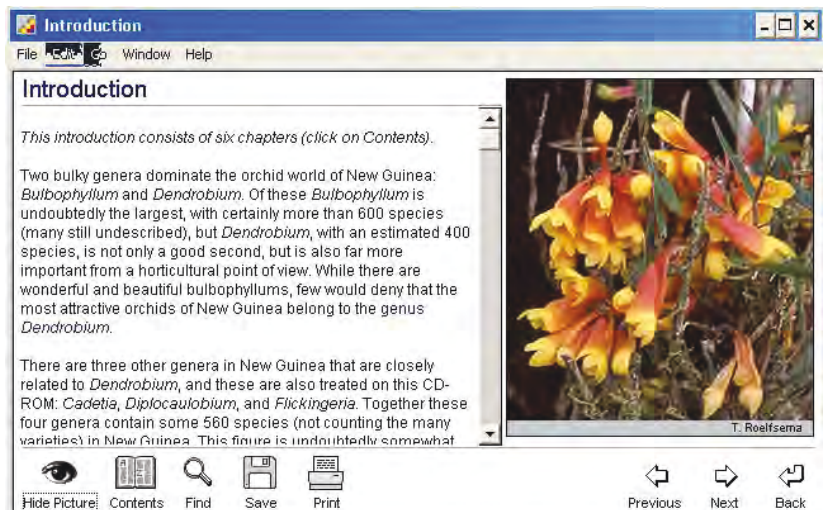 Introduction
File Edit Go Window Help
Introduction
This introduction consists of six chapters (click on Contents).
Two bulky genera dominate the orchid world of New Guinea:
Bulbophyllum and Dendrobium. Of these Bulbophyllum is
undoubtedly the largest, with certainly more than 600 species
(many still undescribed), but Dendrobium, with an estimated 400
species, is not only a good second, but is also far more
important from a horticultural point of view. While there are
wonderful and beautiful bulbophyllums, few would deny that the
most attractive orchids of New Guinea belong to the genus
Dendrobium.
There are three other genera in New Guinea that are closely
related to Dendrobium, and these are also treated on this CD-
ROM: Cadetia, Diplocaulobium, and Flickingeria. Together these
four genera contain some 560 species (not counting the many
varieties) in New Guinea. This figure is undoubtedly somewhat
T. Roelfsema
Hide Picture Contents Find Save Print Previous Next Back